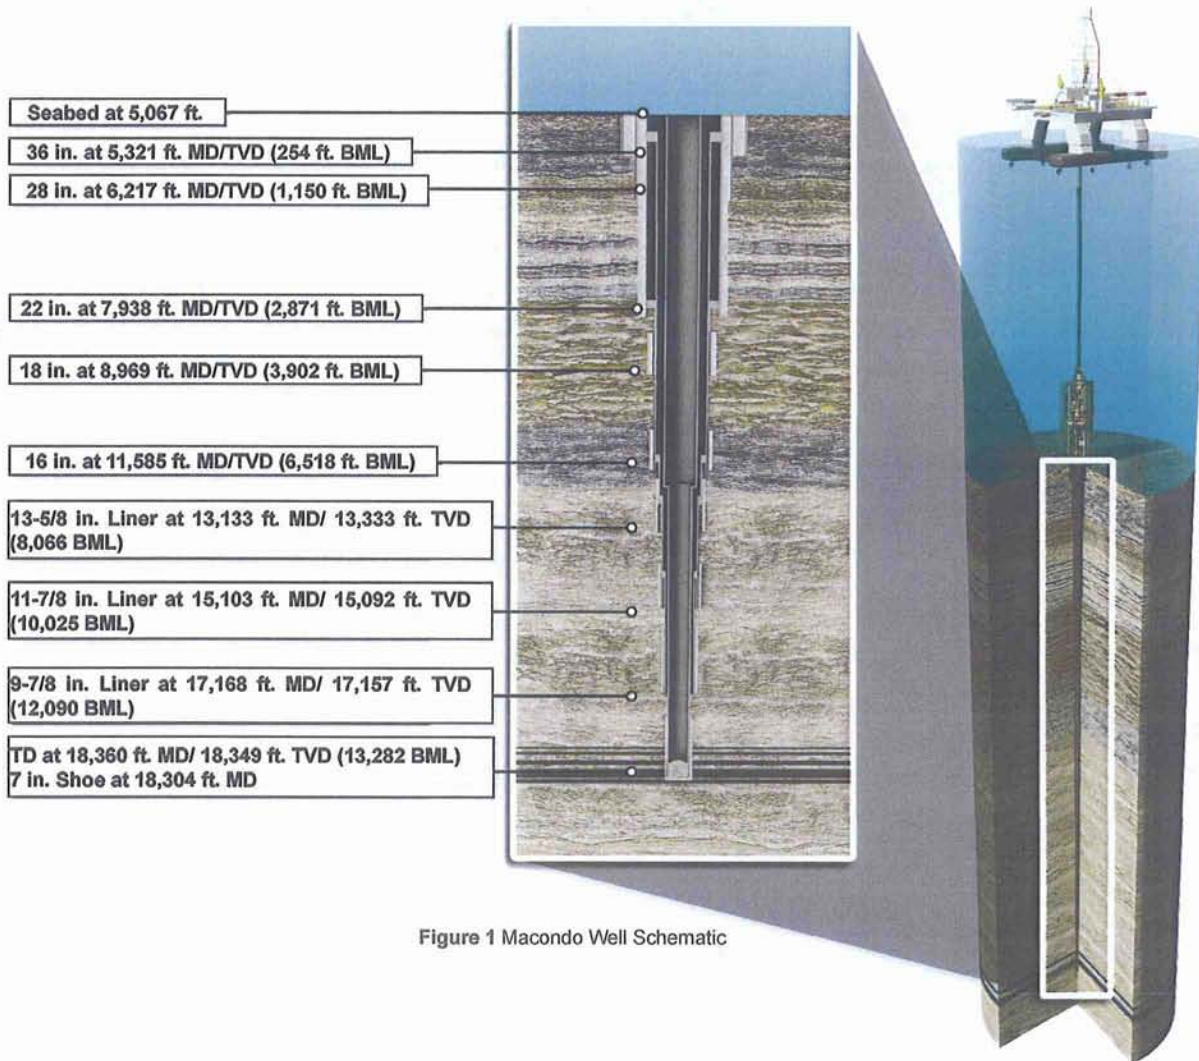 Seabed at 5,067 ft.
36 in. at 5,321 ft. MD/TVD (254 ft. BML)
28 in. at 6,217 ft. MD/TVD (1,150 ft. BML)
22 in. at 7,938 ft. MD/TVD (2,871 ft. BML)
18 in. at 8,969 ft. MD/TVD (3,902 ft. BML)
16 in. at 11,585 ft. MD/TVD (6,518 ft. BML)
13-5/8 in. Liner at 13,133 ft. MD/ 13,333 ft. TVD
(8,066 BML)
11-7/8 in. Liner at 15,103 ft. MD/ 15,092 ft. TVD
(10,025 BML)
9-7/8 in. Liner at 17,168 ft. MD/ 17,157 ft. TVD
(12,090 BML)
TD at 18,360 ft. MD/ 18,349 ft. TVD (13,282 BML)
7 in. Shoe at 18,304 ft. MD
Figure 1 Macondo Well Schematic